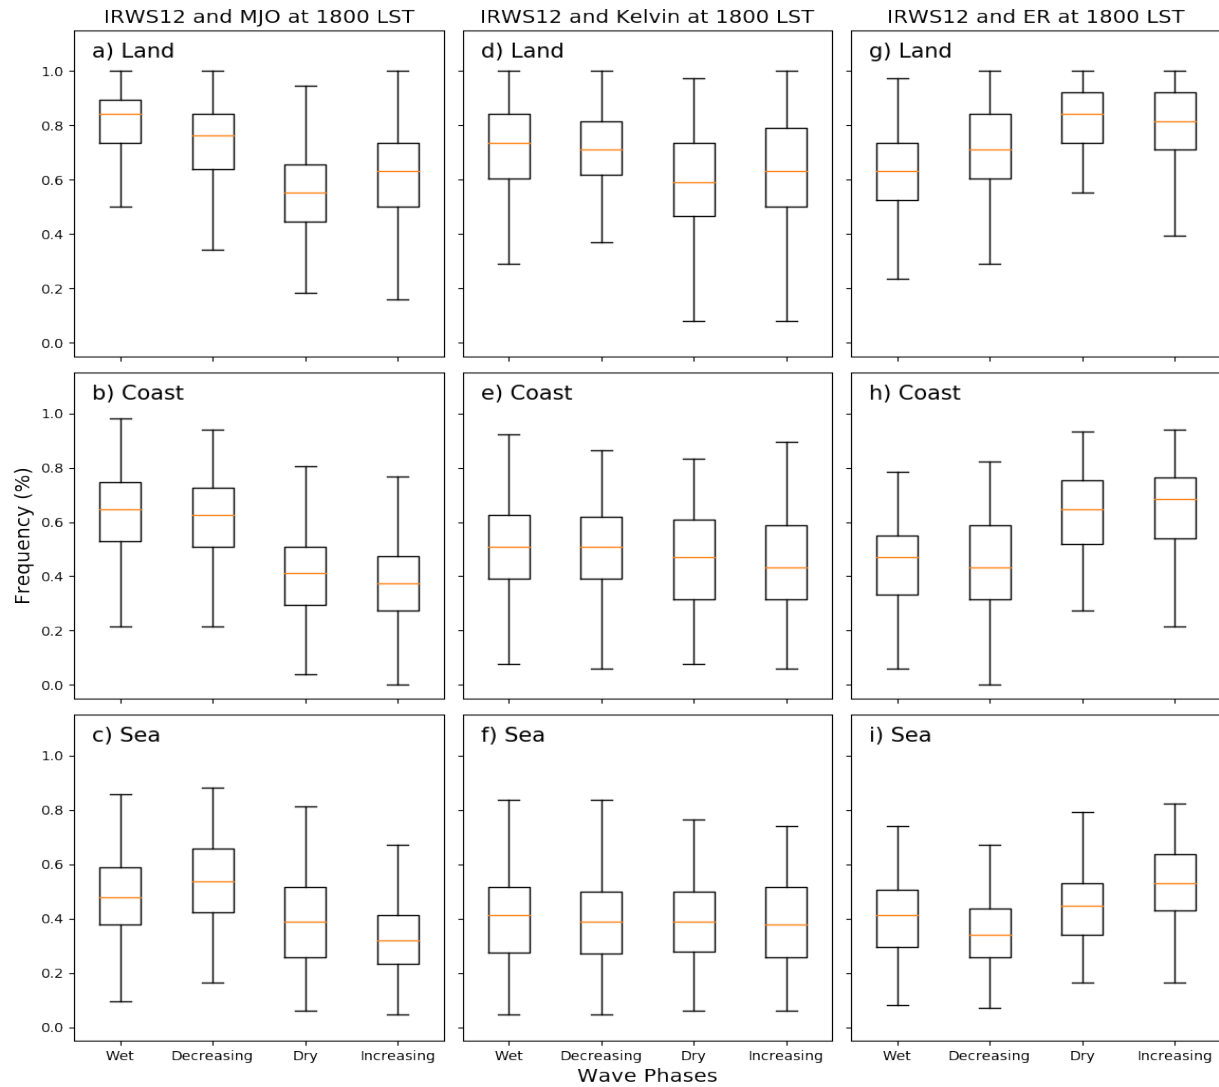 IRWS12 and MJO at 1800 LST
IRWS12 and Kelvin at 1800 LST
IRWS12 and ER at 1800 LST
a) Land
d) Land
g) Land
1.0
0.8
0.6
0.4
0.2
0.0
b) Coast
e) Coast
h) Coast
Frequency (%)
1.0
0.8
0.6
0.4
0.2
0.0
c) Sea
f) Sea
i) Sea
1.0
0.8
0.6
0.4
0.2
0.0
Wet Decreasing Dry Increasing
Wet Decreasing Dry Increasing
Wet Decreasing Dry Increasing
Wave Phases